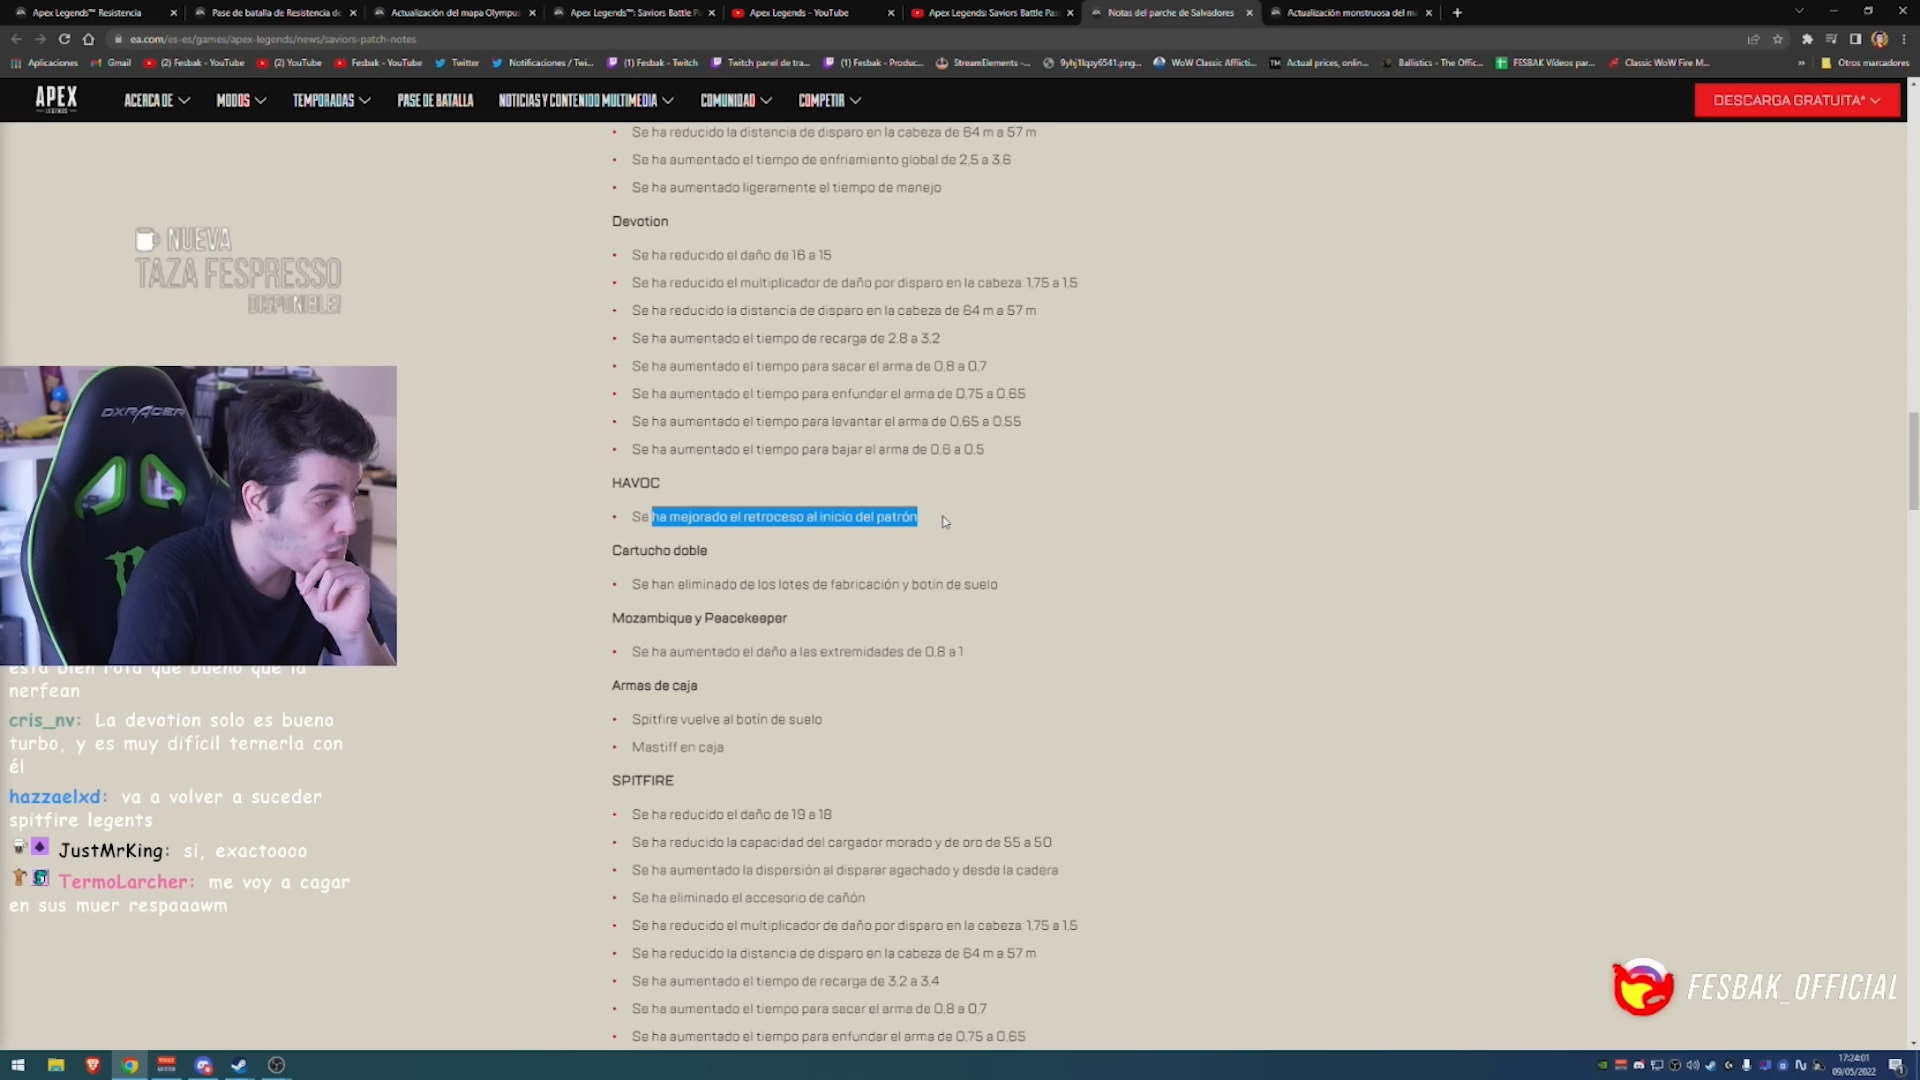 Apex Legends™ Resistencia
Pase de batalla de Resistencia de
Actualización del mapa Olympus
Apex Legends™: Saviors Battle P
Apex Legends - YouTube
Apex Legends: Saviors Battle Pas
Notas del parche de Salvadores
Actualización monstruosa del m
ea.com/es-es/games/apex-legends/news/saviors-patch-notes
Aplicaciones
Gmail
(2) Fesbak - YouTube
(2) YouTube
Fesbak - YouTube
Twitter
Notificaciones / Twi...
(1) Fesbak - Twitch
Twitch panel de tra...
(1) Fesbak - Produc...
StreamElements -...
9yhj1kqzy6541.png...
WoW Classic Afflicti...
Actual prices, onlin...
Ballistics - The Offic...
FESBAK Vídeos par...
Classic WoW Fire M...
Otros marcadores
APEX
LEGENDS
ACERCA DE
MODOS
TEMPORADAS
PASE DE BATALLA
NOTICIAS Y CONTENIDO MULTIMEDIA
COMUNIDAD
COMPETIR
DESCARGA GRATUITA*
Se ha reducido la distancia de disparo en la cabeza de 64 m a 57 m
Se ha aumentado el tiempo de enfriamiento global de 2,5 a 3,6
Se ha aumentado ligeramente el tiempo de manejo
Devotion
Se ha reducido el daño de 16 a 15
Se ha reducido el multiplicador de daño por disparo en la cabeza: 1,75 a 1,5
Se ha reducido la distancia de disparo en la cabeza de 64 m a 57 m
Se ha aumentado el tiempo de recarga de 2,8 a 3,2
Se ha aumentado el tiempo para sacar el arma de 0,8 a 0,7
Se ha aumentado el tiempo para enfundar el arma de 0,75 a 0,65
Se ha aumentado el tiempo para levantar el arma de 0,65 a 0,55
Se ha aumentado el tiempo para bajar el arma de 0,6 a 0,5
HAVOC
Se ha mejorado el retroceso al inicio del patrón
Cartucho doble
Se han eliminado de los lotes de fabricación y botín de suelo
Mozambique y Peacekeeper
Se ha aumentado el daño a las extremidades de 0,8 a 1
Armas de caja
Spitfire vuelve al botín de suelo
Mastiff en caja
SPITFIRE
Se ha reducido el daño de 19 a 18
Se ha reducido la capacidad del cargador morado y de oro de 55 a 50
Se ha aumentado la dispersión al disparar agachado y desde la cadera
Se ha eliminado el accesorio de cañón
Se ha reducido el multiplicador de daño por disparo en la cabeza: 1,75 a 1,5
Se ha reducido la distancia de disparo en la cabeza de 64 m a 57 m
Se ha aumentado el tiempo de recarga de 3,2 a 3,4
Se ha aumentado el tiempo para sacar el arma de 0,8 a 0,7
Se ha aumentado el tiempo para enfundar el arma de 0,75 a 0,65
NUEVA
TAZA FESPRESSO
DISPONIBLE!
DXRACER
está bien rota que bueno que la
nerfean
cris_nv: La devotion solo es bueno
turbo, y es muy difícil ternerla con
él
hazzaelxd: va a volver a suceder
spitfire legents
JustMrKing: si, exactoooo
TermoLarcher: me voy a cagar
en sus muer respaaawm
FESBAK_OFFICIAL
17:24:01
09/05/2022